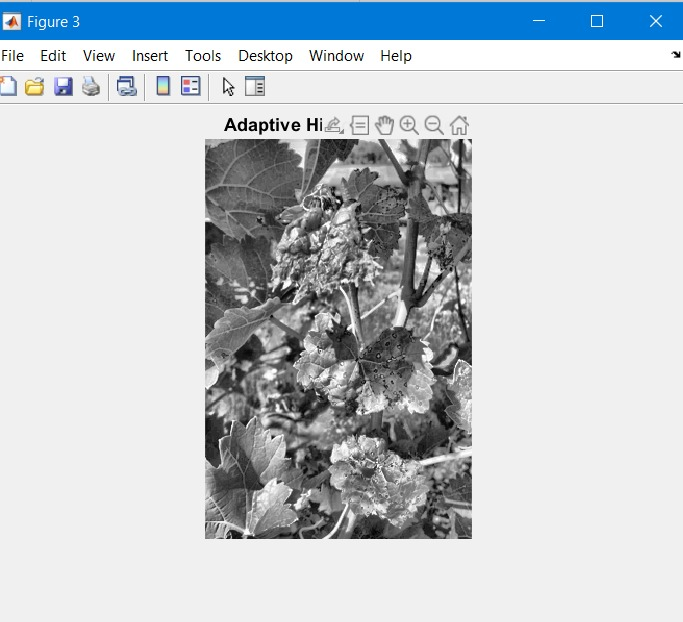 Figure 3
File Edit View Insert Tools Desktop Window Help
Adaptive Hi